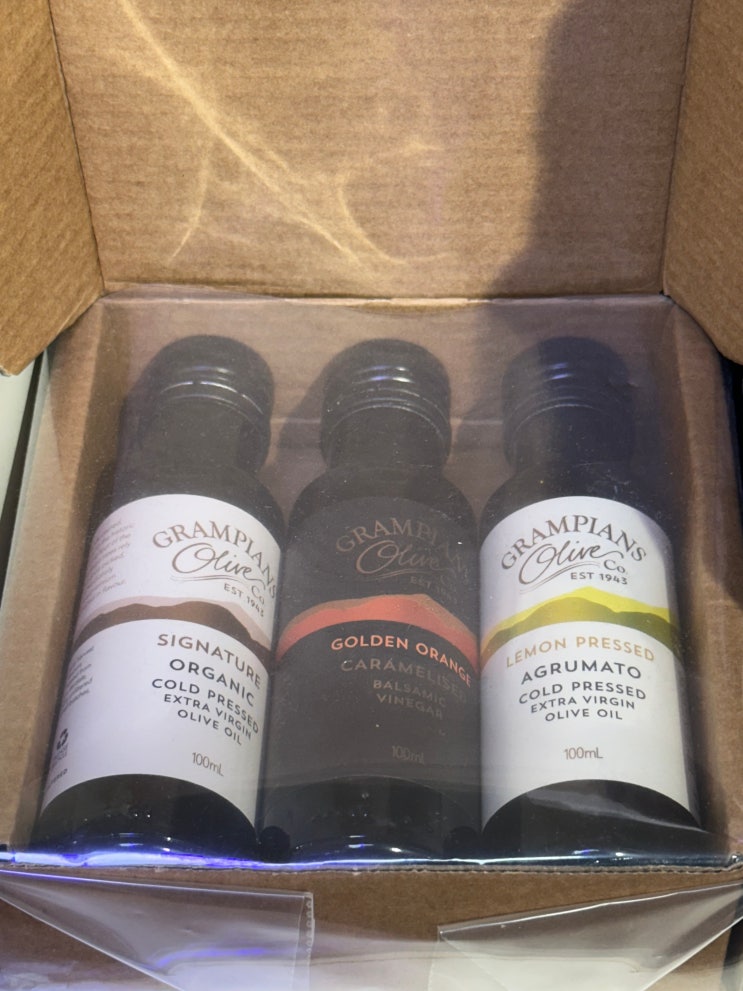 GRAMPIANS
Olive Co.
EST 1943
SIGNATURE
ORGANIC
COLD PRESSED
EXTRA VIRGIN
OLIVE OIL
100mL
GRAMPIANS
Olive Co
EST 1943
GOLDEN ORANGE
CARAMELISED
BALSAMIC
VINEGAR
100mL
GRAMPIANS
Olive Co.
EST 1943
LEMON PRESSED
AGRUMATO
COLD PRESSED
EXTRA VIRGIN
OLIVE OIL
100mL